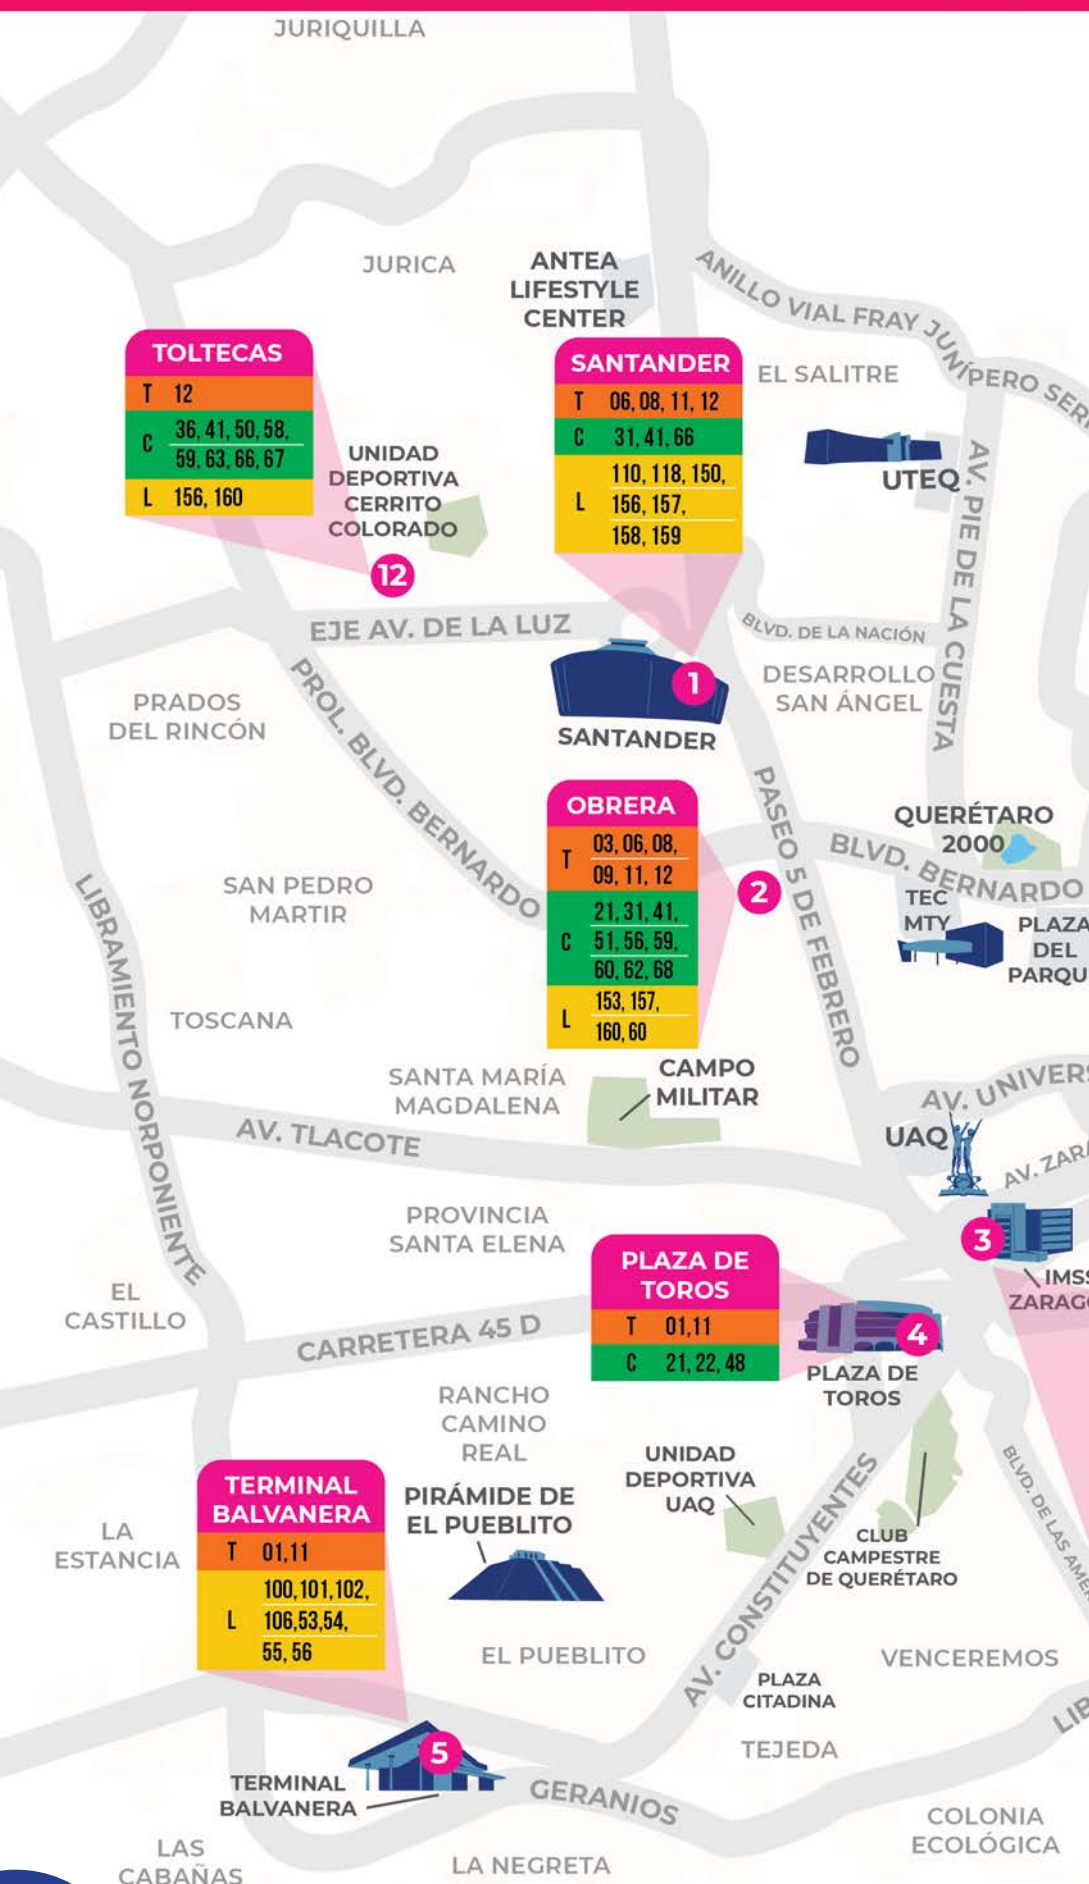 JURIQUILLA
JURICA
ANTEA
LIFESTYLE
CENTER
ANILLO VIAL FRAY JUNÍPERO SER
TOLTECAS
T 12
C 36, 41, 50, 58,
59, 63, 66, 67
L 156, 160
UNIDAD
DEPORTIVA
CERRITO
COLORADO
12
SANTANDER
T 06, 08, 11, 12
C 31, 41, 66
L 110, 118, 150,
156, 157,
158, 159
EL SALITRE
UTEQ
AV. PIE DE LA CUESTA
EJE AV. DE LA LUZ
BLVD. DE LA NACIÓN
1
SANTANDER
DESARROLLO
SAN ÁNGEL
PRADOS
DEL RINCÓN
PROL. BLVD. BERNARDO
PASEO 5 DE FEBRERO
OBRERA
T 03, 06, 08,
09, 11, 12
C 21, 31, 41,
51, 56, 59,
60, 62, 68
L 153, 157,
160, 60
2
QUERÉTARO
2000
BLVD. BERNARDO
TEC
MTY
PLAZA
DEL
PARQU
SAN PEDRO
MARTIR
LIBRAMIENTO NORPONIENTE
TOSCANA
SANTA MARÍA
MAGDALENA
CAMPO
MILITAR
AV. UNIVERS
AV. TLACOTE
UAQ
AV. ZARA
PROVINCIA
SANTA ELENA
3
IMSS
ZARAGO
PLAZA DE
TOROS
T 01,11
C 21, 22, 48
4
PLAZA DE
TOROS
EL
CASTILLO
CARRETERA 45 D
RANCHO
CAMINO
REAL
UNIDAD
DEPORTIVA
UAQ
AV. CONSTITUYENTES
CLUB
CAMPESTRE
DE QUERÉTARO
BLVD. DE LAS AMÉ
TERMINAL
BALVANERA
T 01,11
L 100,101,102,
106,53,54,
55, 56
PIRÁMIDE DE
EL PUEBLITO
LA
ESTANCIA
EL PUEBLITO
VENCEREMOS
PLAZA
CITADINA
LIB
TEJEDA
5
TERMINAL
BALVANERA
GERANIOS
COLONIA
ECOLÓGICA
LAS
CABAÑAS
LA NEGRETA